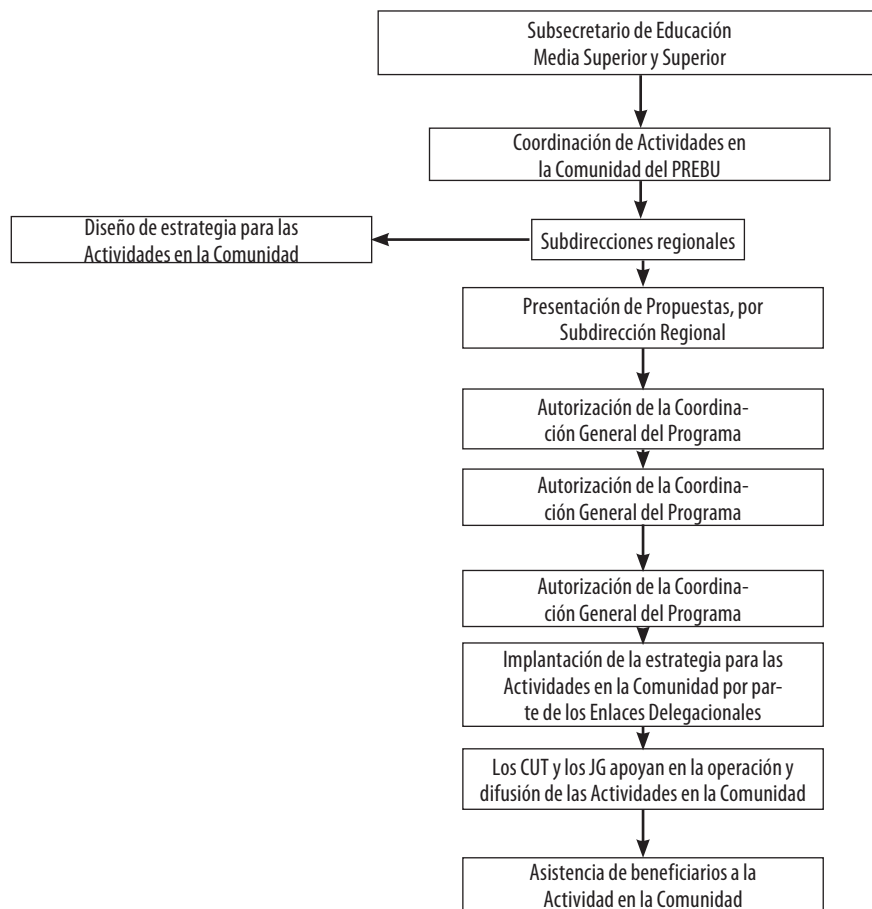 Subsecretario de Educación
Media Superior y Superior
Coordinación de Actividades en
la Comunidad del PREBU
Diseño de estrategia para las
Actividades en la Comunidad
Subdirecciones regionales
Presentación de Propuestas, por
Subdirección Regional
Autorización de la Coordina-
ción General del Programa
Autorización de la Coordina-
ción General del Programa
Autorización de la Coordina-
ción General del Programa
Implantación de la estrategia para las
Actividades en la Comunidad por par-
te de los Enlaces Delegacionales
Los CUT y los JG apoyan en la operación y
difusión de las Actividades en la Comunidad
Asistencia de beneficiarios a la
Actividad en la Comunidad